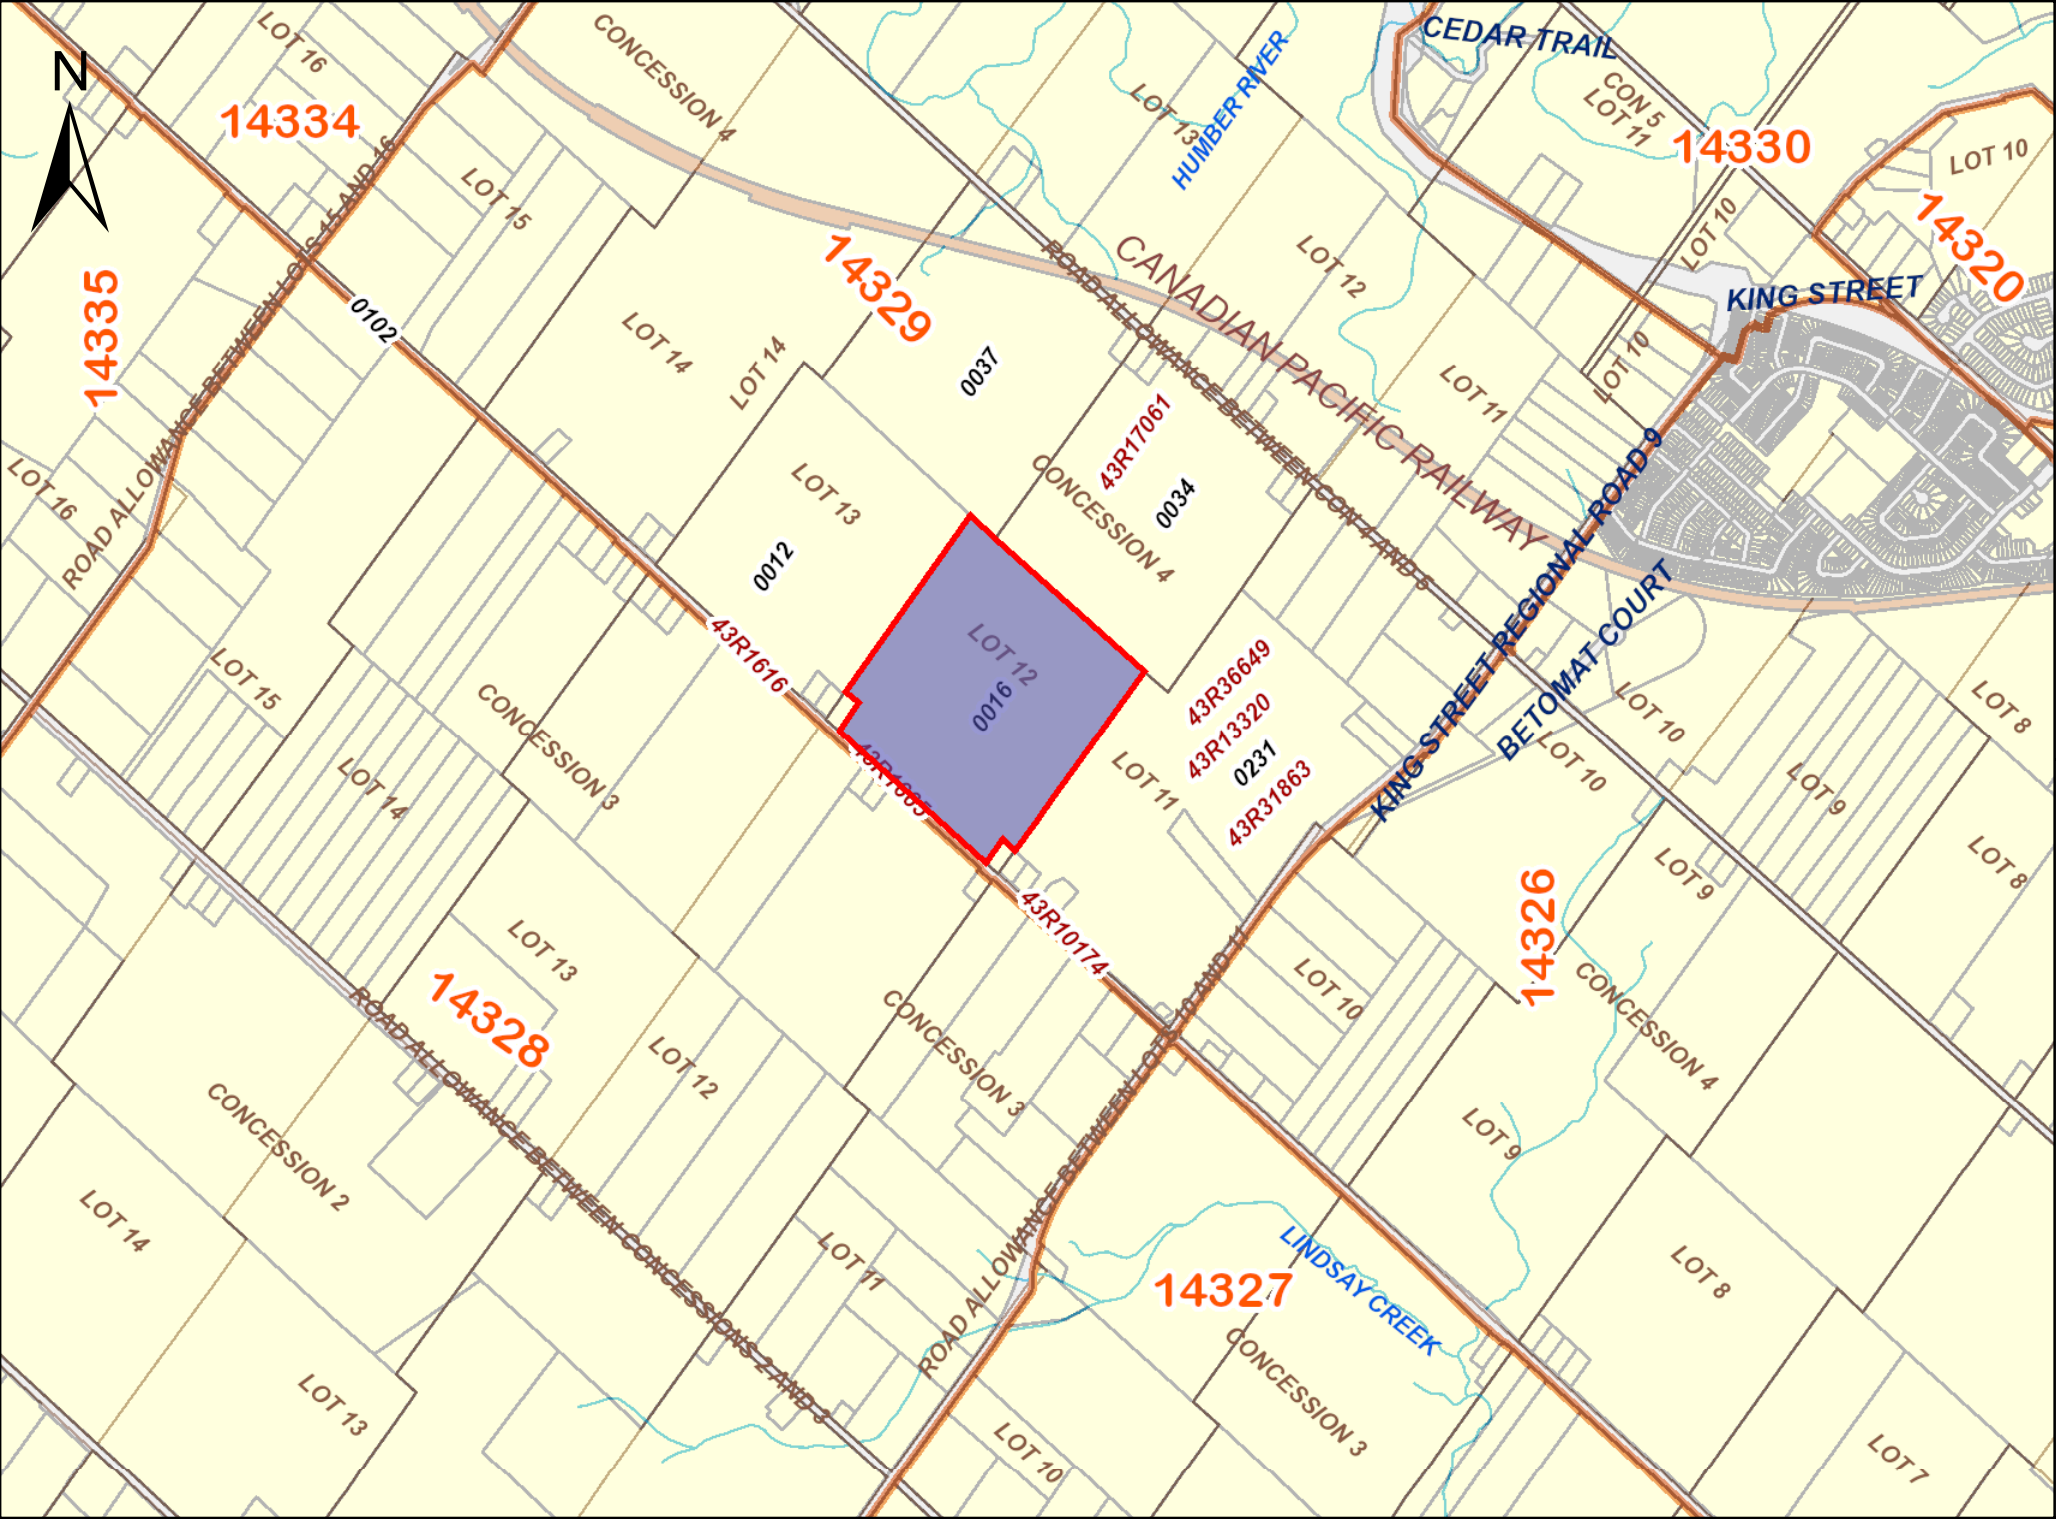 N
LOT 16
CONCESSION 4
14334
LOT 13
HUMBER RIVER
CEDAR TRAIL
CON 5
LOT 11
14330
LOT 10
14320
LOT 15
LOT 10
KING STREET
14335
ROAD ALLOWANCE BETWEEN LOTS 15 AND 16
0102
LOT 14
LOT 14
14329
0037
ROAD ALLOWANCE BETWEEN CON 4 AND 5
CANADIAN PACIFIC RAILWAY
LOT 12
LOT 11
LOT 10
LOT 16
LOT 13
0012
CONCESSION 4
43R17061
0034
KING STREET REGIONAL ROAD 9
BETOMAT COURT
LOT 15
43R1616
LOT 12
0016
43R36649
43R13320
0231
43R31863
LOT 11
LOT 10
LOT 10
LOT 8
LOT 9
LOT 8
LOT 9
CONCESSION 3
LOT 14
14326
43R10174
LOT 10
CONCESSION 4
LOT 13
14328
ROAD ALLOWANCE BETWEEN CONCESSIONS 2 AND 3
LOT 12
CONCESSION 3
ROAD ALLOWANCE BETWEEN LOTS 10 AND 11
LOT 9
CONCESSION 2
LOT 14
LOT 11
14327
LINDSAY CREEK
LOT 8
CONCESSION 3
LOT 13
LOT 10
LOT 7